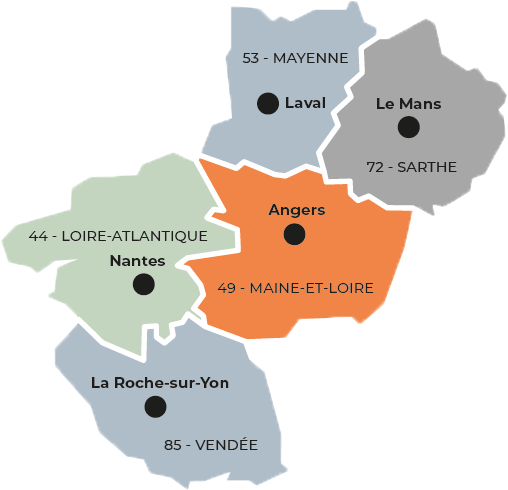 53 - MAYENNE
Laval
Le Mans
72 - SARTHE
Angers
44 - LOIRE-ATLANTIQUE
Nantes
49 - MAINE-ET-LOIRE
La Roche-sur-Yon
85 - VENDÉE